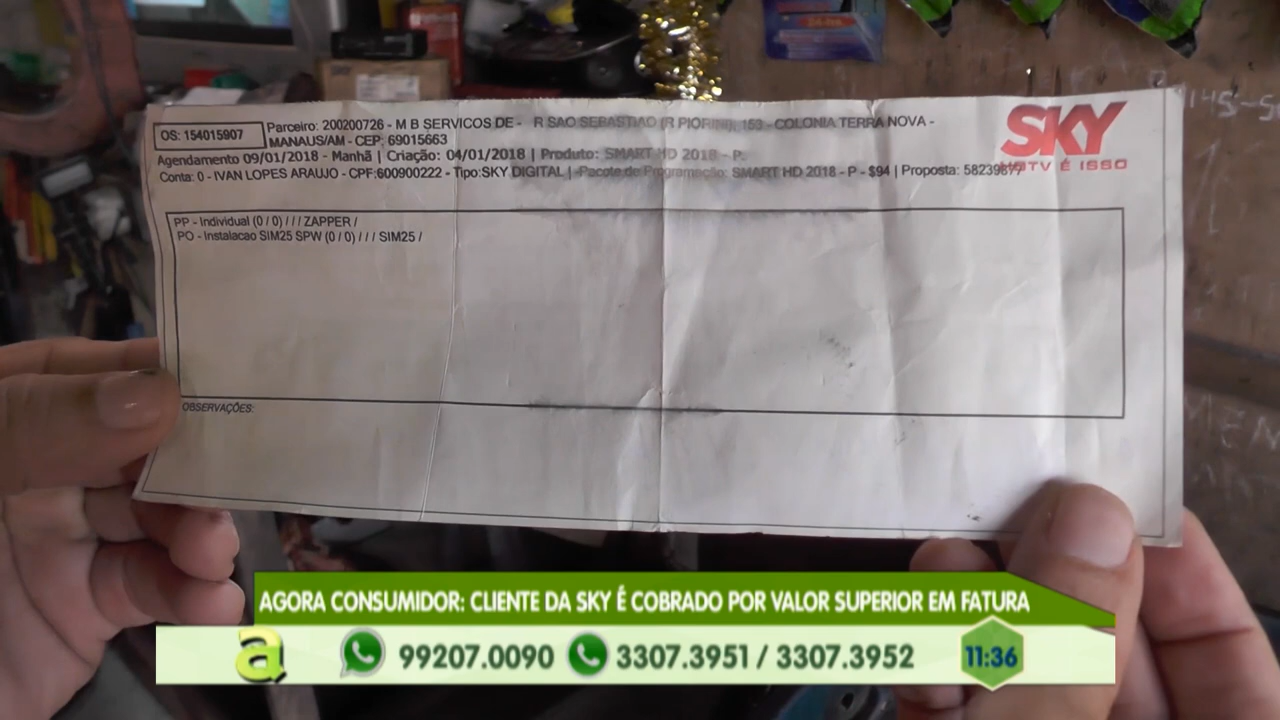 OS: 154015907
Parceiro: 200200726 - M B SERVICOS DE - R SAO SEBASTIAO (R PIORINI), 153 - COLONIA TERRA NOVA -
MANAUS/AM - CEP: 69015663
Agendamento 09/01/2018 - Manhã | Criação: 04/01/2018 | Produto: SMART HD 2018 - P.
Conta: 0 - IVAN LOPES ARAUJO - CPF:600900222 - Tipo:SKY DIGITAL | Pacote de Programação: SMART HD 2018 - P - $94 | Proposta:
SKY
HDTV É ISSO
PP - Individual (0 / 0) / / / ZAPPER /
PO - Instalacao SIM25 SPW (0 / 0) / / / SIM25 /
OBSERVAÇÕES:
AGORA CONSUMIDOR: CLIENTE DA SKY É COBRADO POR VALOR SUPERIOR EM FATURA
a 99207.0090 3307.3951 / 3307.3952 11:36